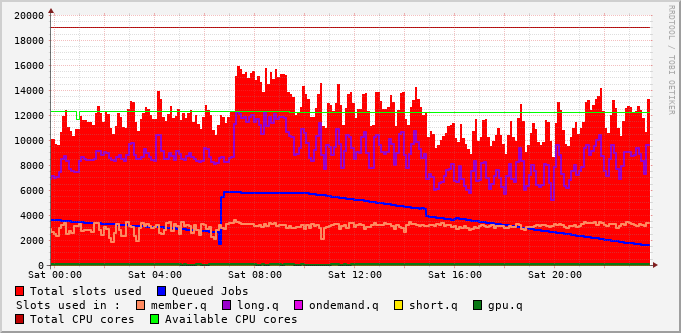 20000
18000
16000
14000
12000
10000
8000
6000
4000
2000
0
Sat 00:00 Sat 04:00 Sat 08:00 Sat 12:00 Sat 16:00 Sat 20:00
RRDTOOL / TOBI OETIKER
Total slots used Queued Jobs
Slots used in : member.q long.q ondemand.q short.q gpu.q
Total CPU cores Available CPU cores